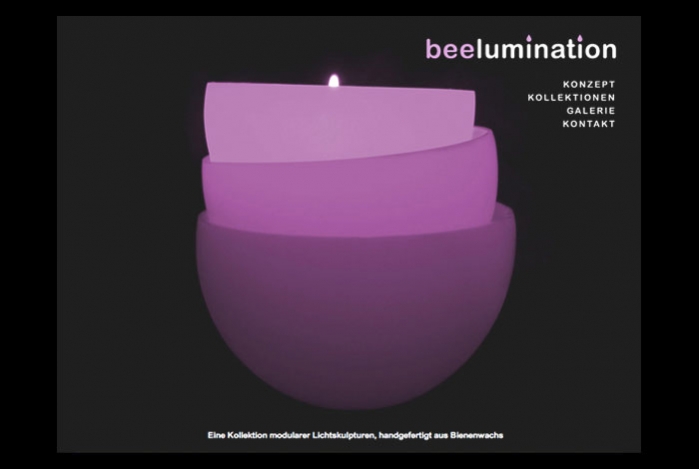 beelumination
KONZEPT
KOLLEKTIONEN
GALERIE
KONTAKT
Eine Kollektion modularer Lichtskulpturen, handgefertigt aus Bienenwachs